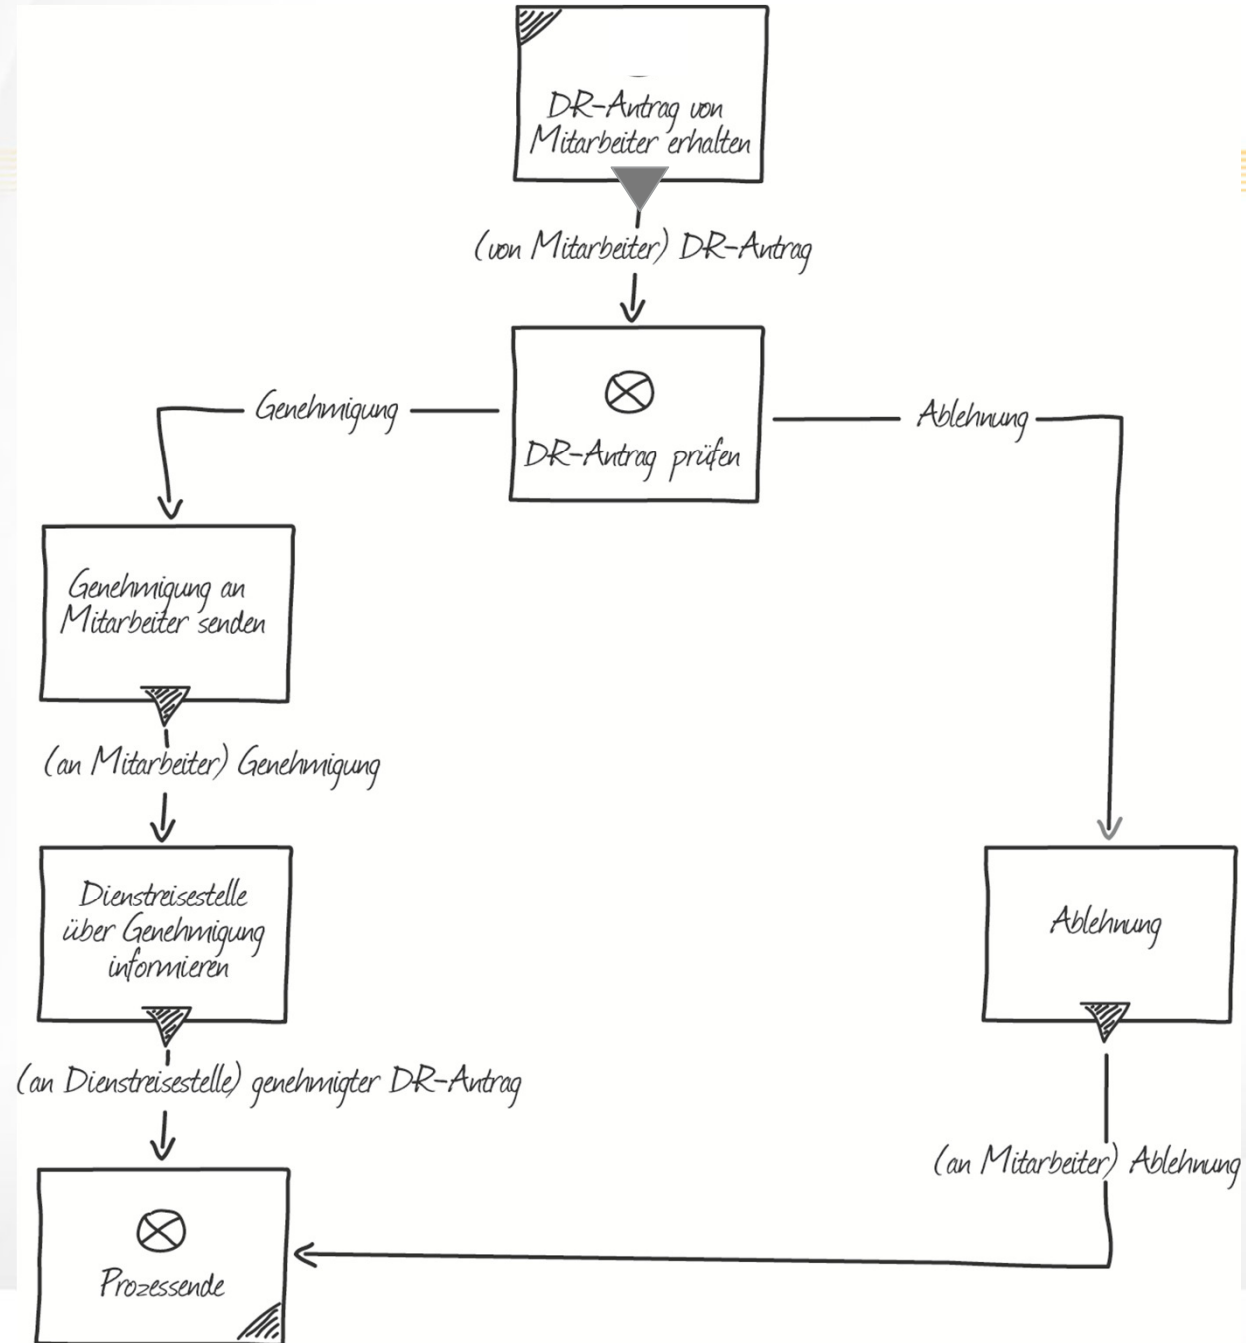 DR-Antrag von
Mitarbeiter erhalten
(von Mitarbeiter) DR-Antrag
Genehmigung
Ablehnung
DR-Antrag prüfen
Genehmigung an
Mitarbeiter senden
(an Mitarbeiter) Genehmigung
Dienstreisestelle
über Genehmigung
informieren
Ablehnung
(an Dienstreisestelle) genehmigter DR-Antrag
(an Mitarbeiter) Ablehnung
Prozessende